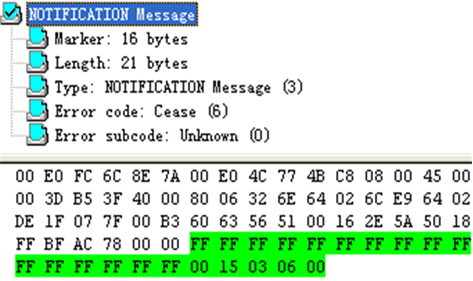 NOTIFICATION Message
Marker: 16 bytes
Length: 21 bytes
Type: NOTIFICATION Message (3)
Error code: Cease (6)
Error subcode: Unknown (0)
00 E0 FC 6C 8E 7A 00 E0 4C 77 4B C8 08 00 45 00
00 3D B5 3F 40 00 80 06 32 6E 64 02 6C E9 64 02
DE 1F 07 7F 00 B3 60 63 56 51 00 16 2E 5A 50 18
FF BF AC 78 00 00 FF FF FF FF FF FF FF FF FF FF
FF FF FF FF FF FF 00 15 03 06 00